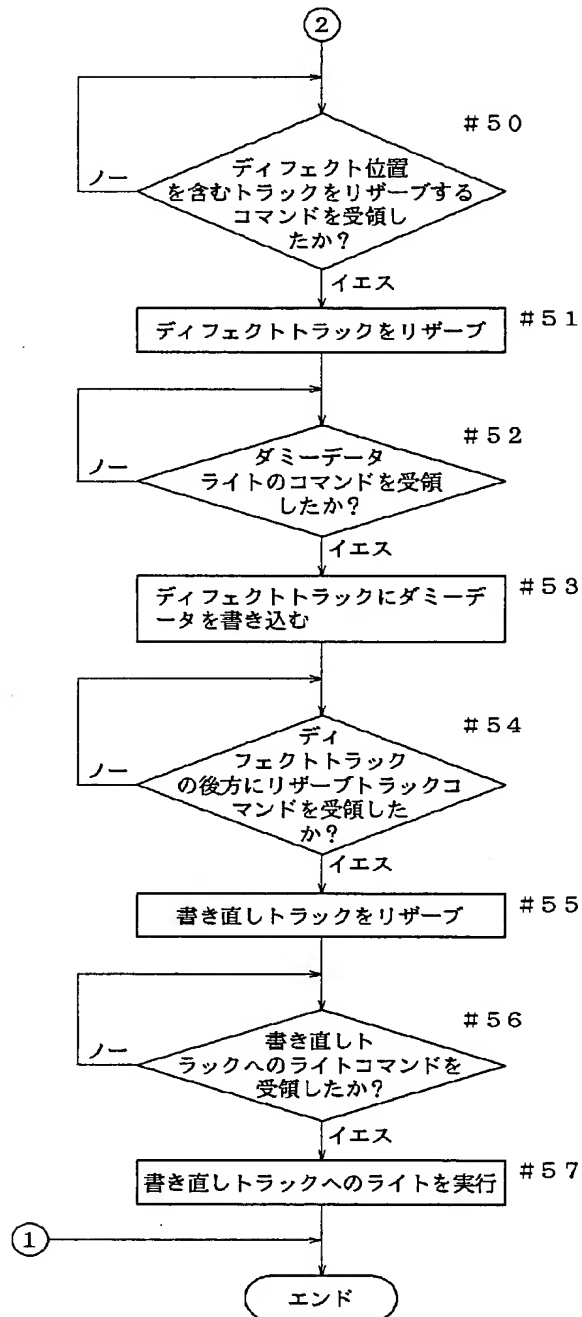 2
#50
ディフェクト位置
を含むトラックをリザーブする
コマンドを受領し
たか?
ノー
イエス
ディフェクトトラックをリザーブ
#51
#52
ダミーデータ
ライトのコマンドを受領
したか?
ノー
イエス
ディフェクトトラックにダミーデ
ータを書き込む
#53
#54
ディ
フェクトトラック
の後方にリザーブトラックコ
マンドを受領した
か?
ノー
イエス
書き直しトラックをリザーブ
#55
#56
書き直しト
ラックへのライトコマンドを
受領したか?
ノー
イエス
書き直しトラックへのライトを実行
#57
1
エンド